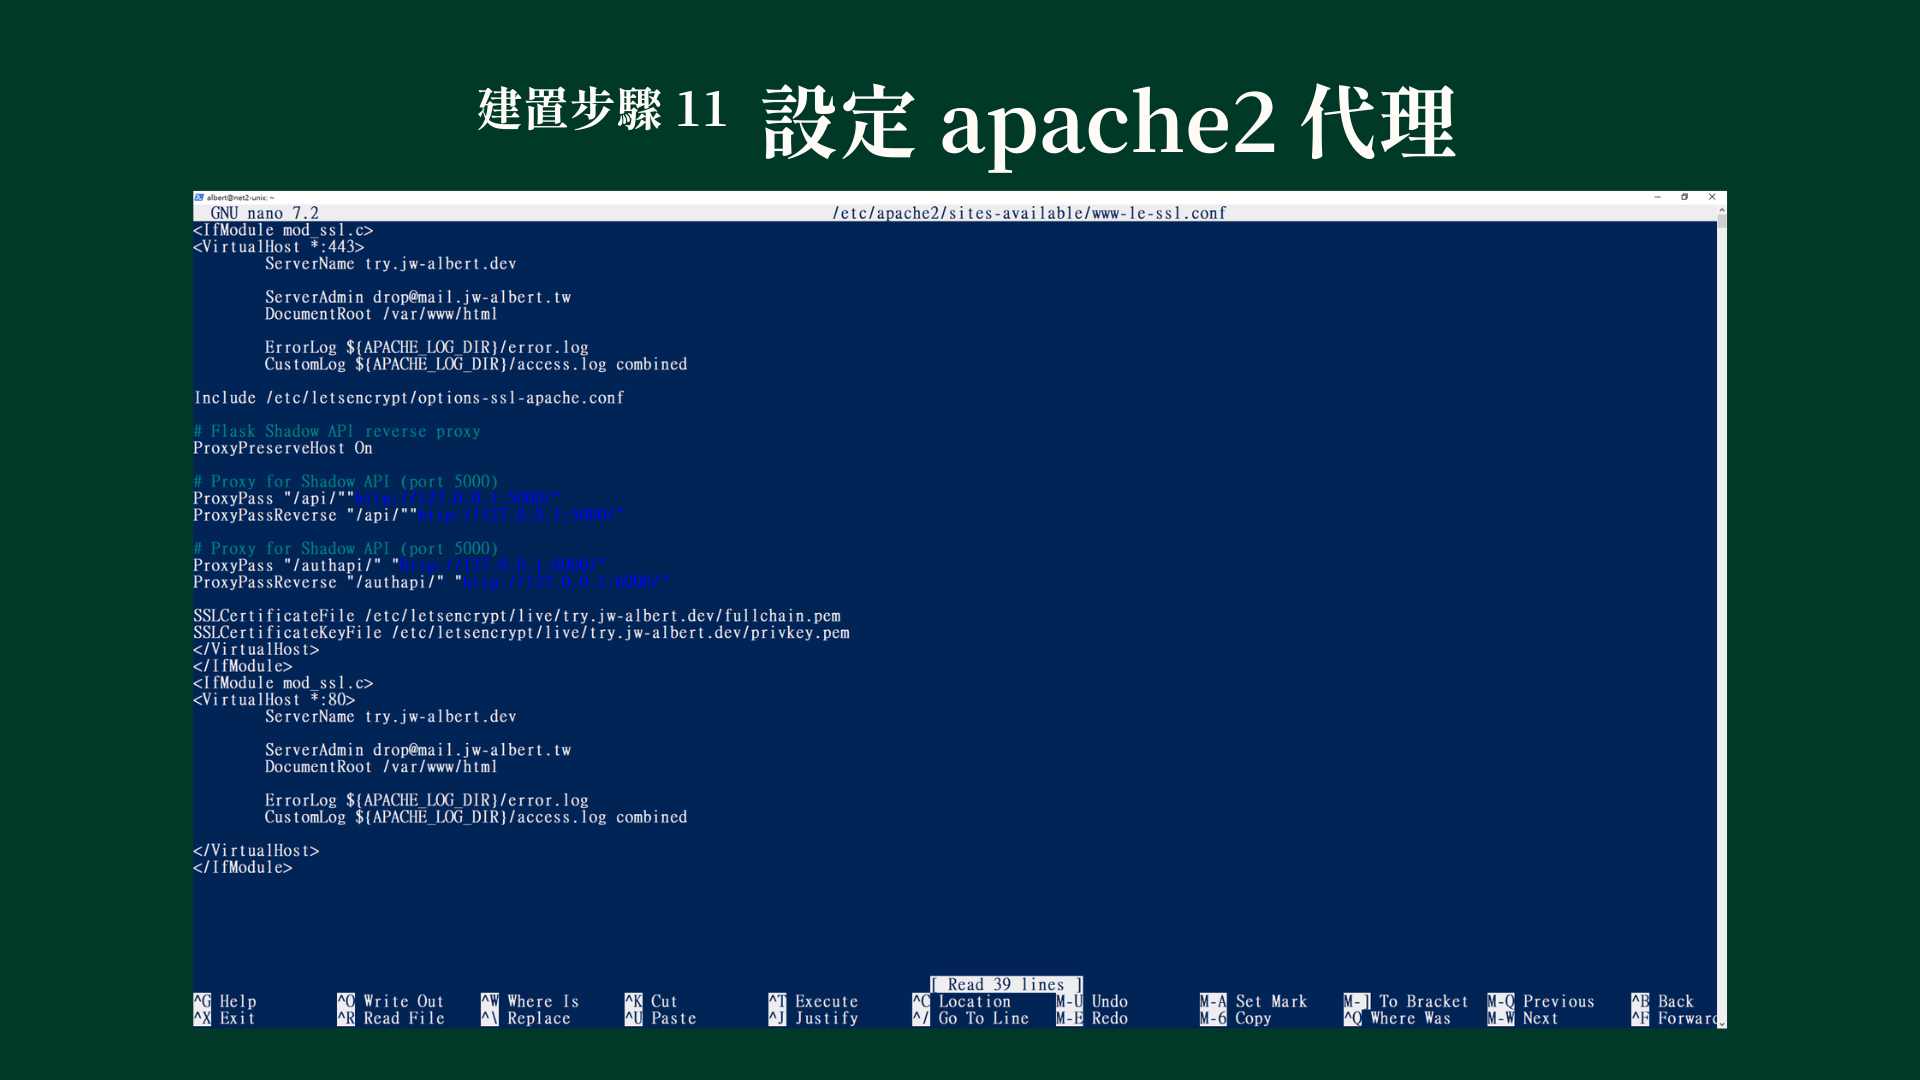 建置步驟 11 設定 apache2 代理
albert@net2-unix: ~
GNU nano 7.2 /etc/apache2/sites-available/www-le-ssl.conf
<IfModule mod_ssl.c>
<VirtualHost *:443>
ServerName try.jw-albert.dev
ServerAdmin drop@mail.jw-albert.tw
DocumentRoot /var/www/html
ErrorLog ${APACHE_LOG_DIR}/error.log
CustomLog ${APACHE_LOG_DIR}/access.log combined
Include /etc/letsencrypt/options-ssl-apache.conf
# Flask Shadow API reverse proxy
ProxyPreserveHost On
# Proxy for Shadow API (port 5000)
ProxyPass "/api/""http://127.0.0.1:5000/"
ProxyPassReverse "/api/""http://127.0.0.1:5000/"
# Proxy for Shadow API (port 5000)
ProxyPass "/authapi/" "http://127.0.0.1:6000/"
ProxyPassReverse "/authapi/" "http://127.0.0.1:6000/"
SSLCertificateFile /etc/letsencrypt/live/try.jw-albert.dev/fullchain.pem
SSLCertificateKeyFile /etc/letsencrypt/live/try.jw-albert.dev/privkey.pem
</VirtualHost>
</IfModule>
<IfModule mod_ssl.c>
<VirtualHost *:80>
ServerName try.jw-albert.dev
ServerAdmin drop@mail.jw-albert.tw
DocumentRoot /var/www/html
ErrorLog ${APACHE_LOG_DIR}/error.log
CustomLog ${APACHE_LOG_DIR}/access.log combined
</VirtualHost>
</IfModule>
[ Read 39 lines ]
^G Help ^O Write Out ^W Where Is ^K Cut ^T Execute ^C Location M-U Undo M-A Set Mark M-] To Bracket M-Q Previous ^B Back
^X Exit ^R Read File ^\ Replace ^U Paste ^J Justify ^/ Go To Line M-E Redo M-6 Copy ^Q Where Was M-W Next ^F Forward